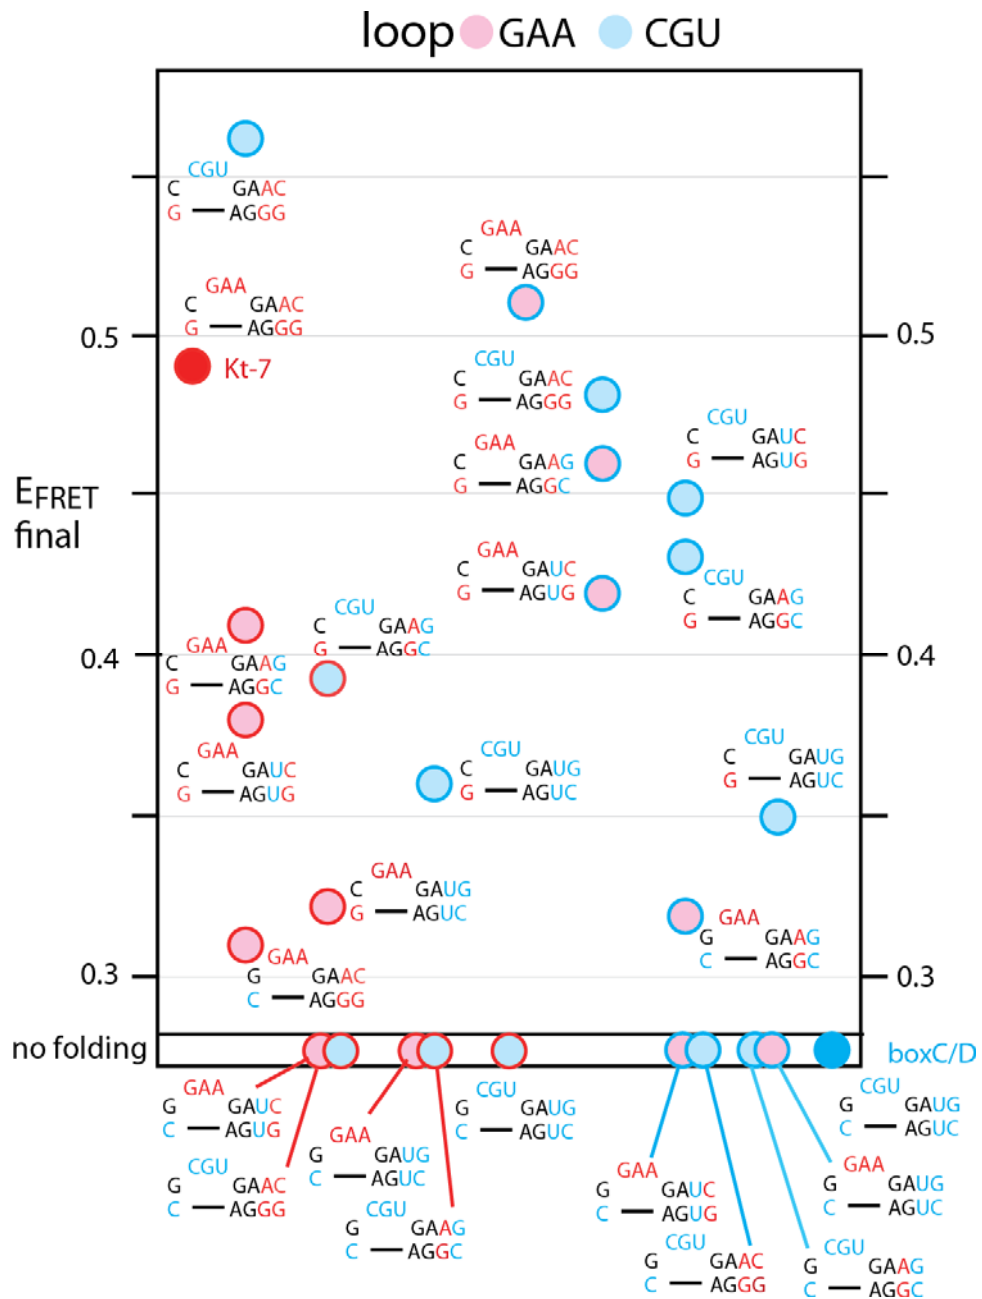 loop GAA CGU
CGU
C GAAC
G AGGG
GAA
C GAAC
G AGGG
GAA
C GAAC
G AGGG
0.5
0.5
Kt-7
CGU
C GAAC
G AGGG
CGU
C GAUC
G AGUG
GAA
C GAAG
G AGGC
EFRET
final
GAA
C GAUC
G AGUG
CGU
C GAAG
G AGGC
CGU
C GAAG
G AGGC
0.4
0.4
GAA
C GAAG
G AGGC
GAA
C GAUC
G AGUG
CGU
C GAUG
G AGUC
CGU
C GAUG
G AGUC
GAA
C GAUG
G AGUC
GAA
G GAAG
C AGGC
GAA
G GAAC
C AGGG
0.3
0.3
no folding
boxC/D
GAA
G GAUC
C AGUG
CGU
G GAUG
C AGUC
CGU
G GAUG
C AGUC
GAA
G GAUG
C AGUC
CGU
G GAAC
C AGGG
GAA
G GAUC
C AGUG
GAA
G GAUG
C AGUC
CGU
G GAAG
C AGGC
CGU
G GAAC
C AGGG
CGU
G GAAG
C AGGC